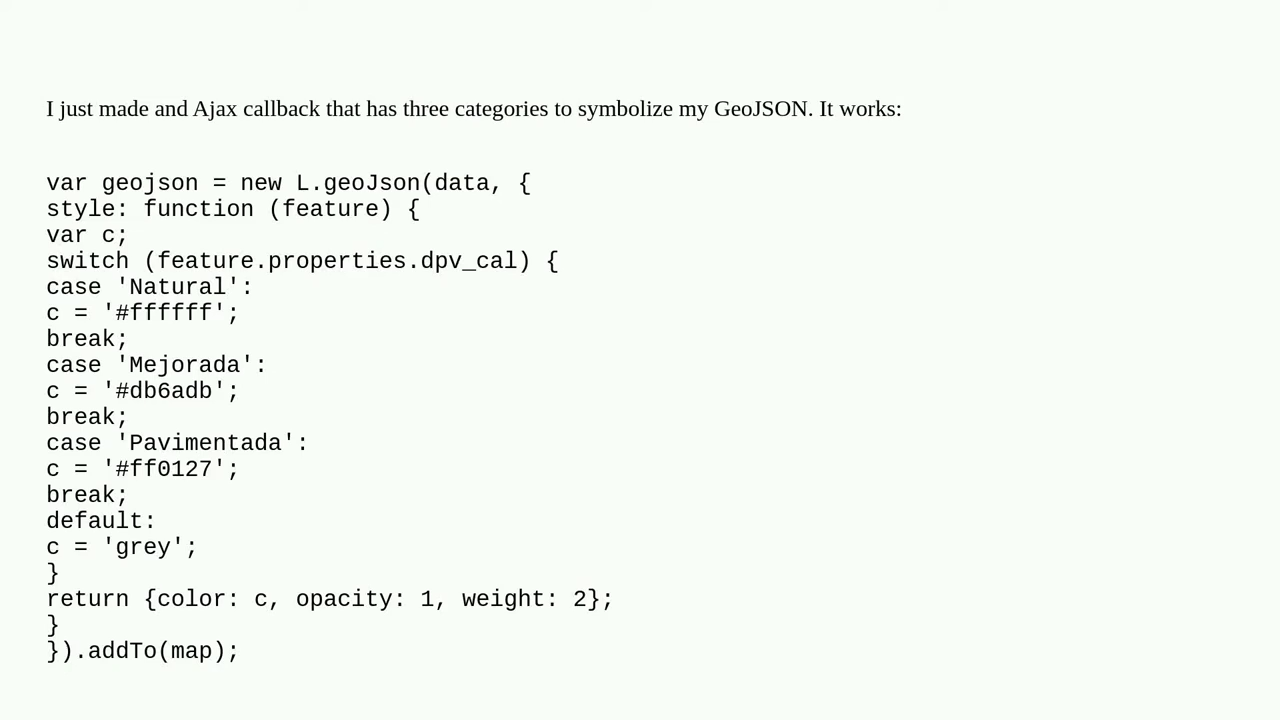 I just made and Ajax callback that has three categories to symbolize my GeoJSON. It works:
var geojson = new L.geoJson(data, {
style: function (feature) {
var c;
switch (feature.properties.dpv_cal) {
case 'Natural':
c = '#ffffff';
break;
case 'Mejorada':
c = '#db6adb';
break;
case 'Pavimentada':
c = '#ff0127';
break;
default:
c = 'grey';
}
return {color: c, opacity: 1, weight: 2};
}
}).addTo(map);